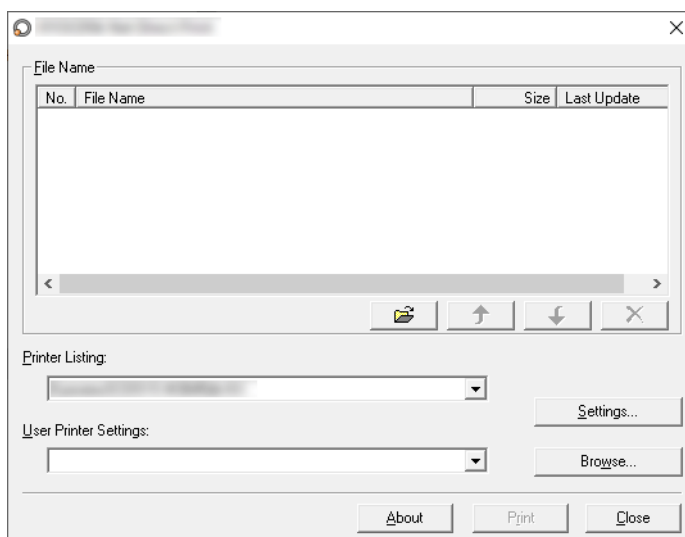 File Name
No. File Name Size Last Update
Printer Listing:
Settings...
User Printer Settings:
Browse...
About Print Close